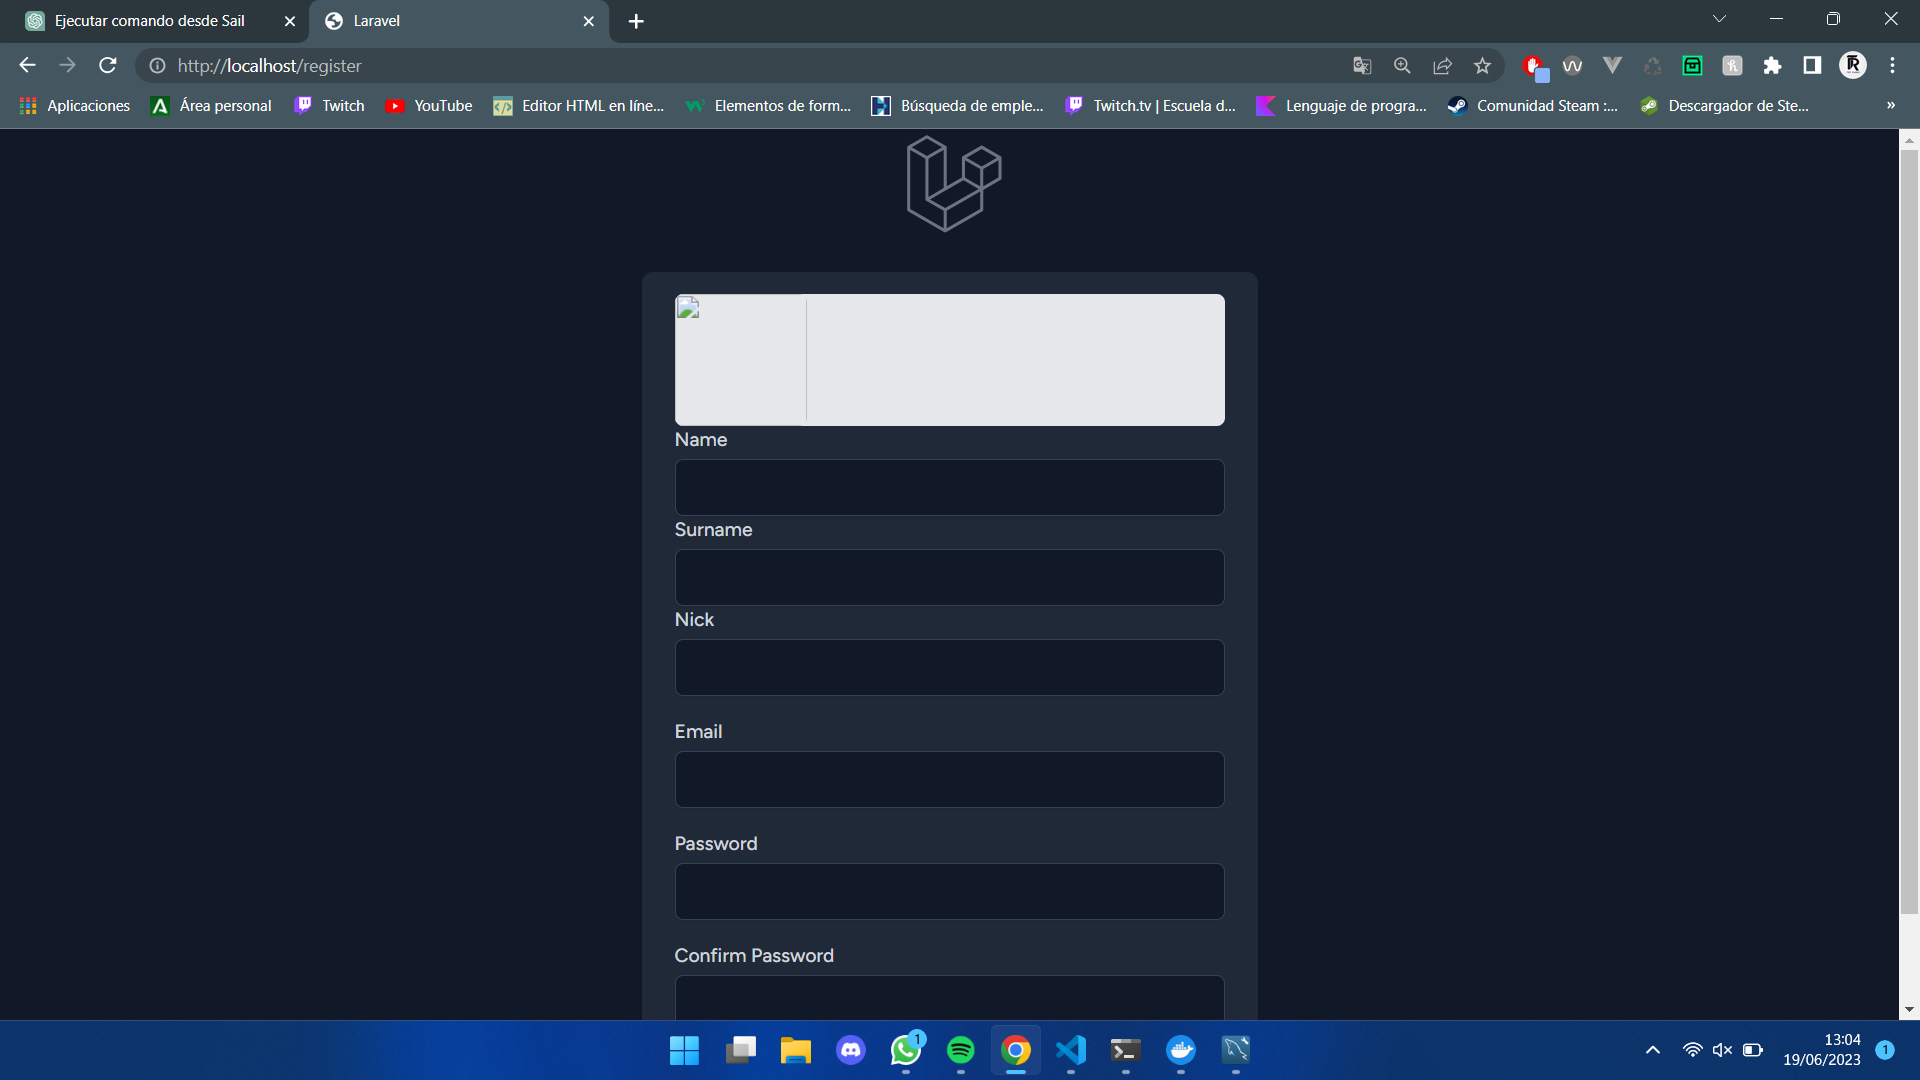 Ejecutar comando desde Sail
Laravel
http://localhost/register
Aplicaciones
Área personal
Twitch
YouTube
Editor HTML en líne...
Elementos de form...
Búsqueda de emple...
Twitch.tv | Escuela d...
Lenguaje de progra...
Comunidad Steam :...
Descargador de Ste...
»
Name
Surname
Nick
Email
Password
Confirm Password
1
13:04
19/06/2023
1